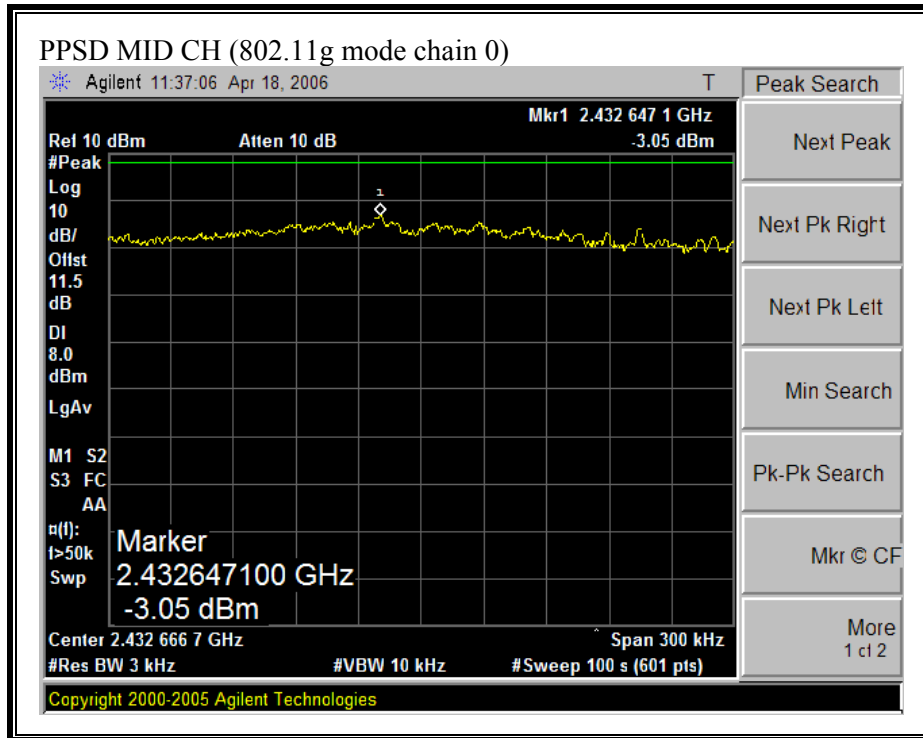 PPSD MID CH (802.11g mode chain 0)
Agilent 11:37:06 Apr 18, 2006 T
Peak Search
Mkr1 2.432 647 1 GHz
Ref 10 dBm Atten 10 dB -3.05 dBm
#Peak
Log
10
dB/
Offst
11.5
dB
DI
8.0
dBm
LgAv
M1 S2
S3 FC
AA
¤(f):
f>50k
Swp
1
Marker
2.432647100 GHz
-3.05 dBm
Center 2.432 666 7 GHz Span 300 kHz
#Res BW 3 kHz #VBW 10 kHz #Sweep 100 s (601 pts)
Copyright 2000-2005 Agilent Technologies
Next Peak
Next Pk Right
Next Pk Left
Min Search
Pk-Pk Search
Mkr © CF
More
1 of 2